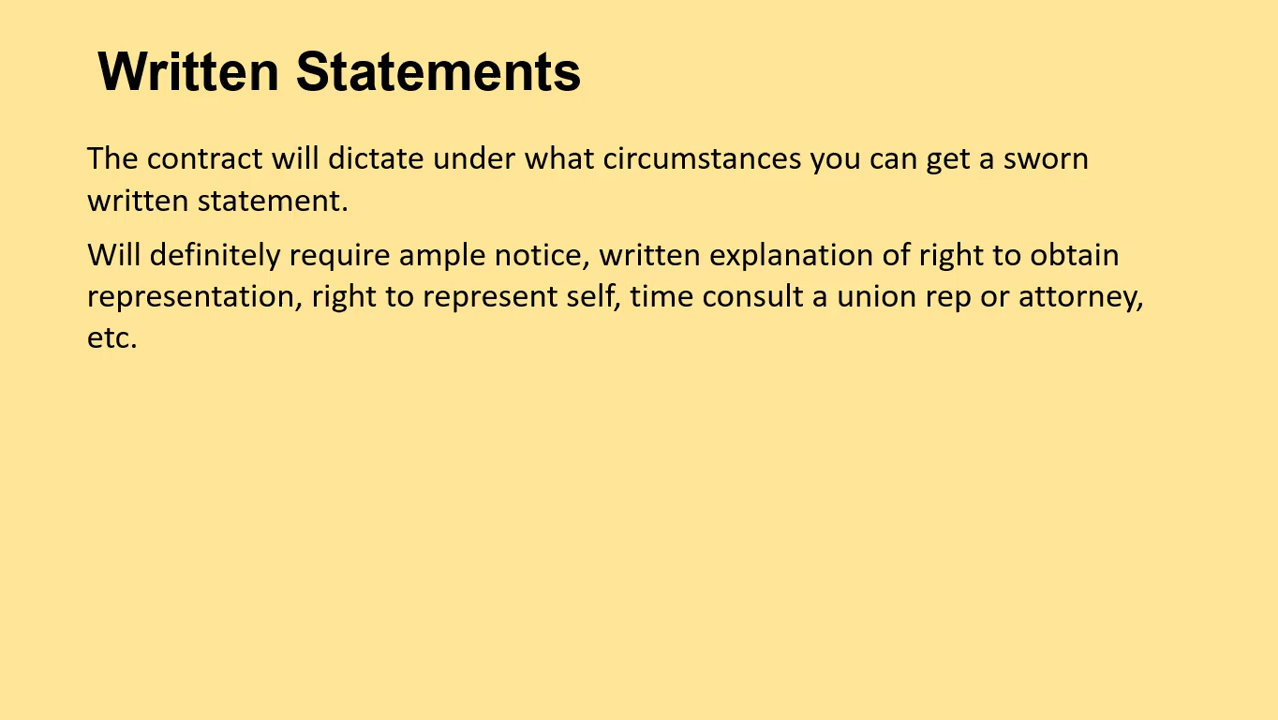 Written Statements
The contract will dictate under what circumstances you can get a sworn
written statement.
Will definitely require ample notice, written explanation of right to obtain
representation, right to represent self, time consult a union rep or attorney,
etc.